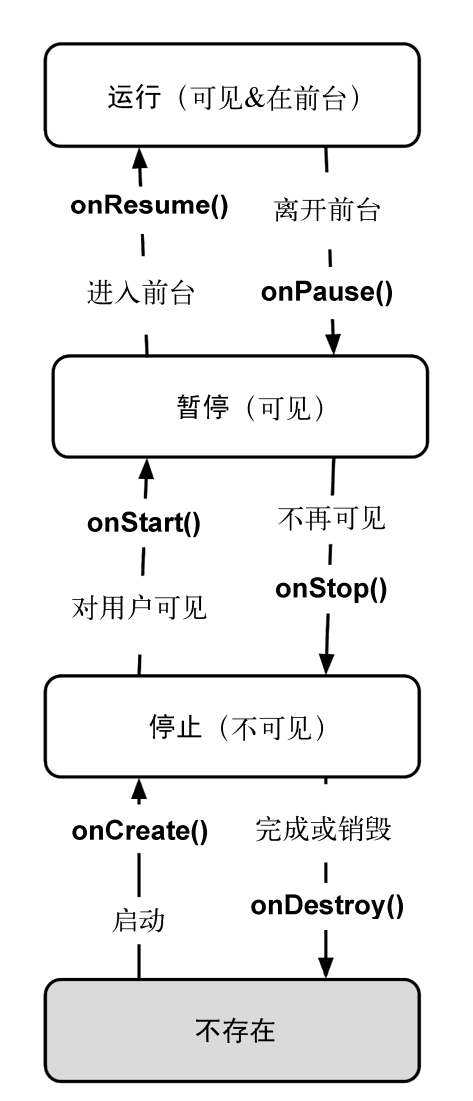 运行（可见&在前台）
onResume()
离开前台
进入前台
onPause()
暂停（可见）
onStart()
不再可见
对用户可见
onStop()
停止（不可见）
onCreate()
完成或销毁
启动
onDestroy()
不存在